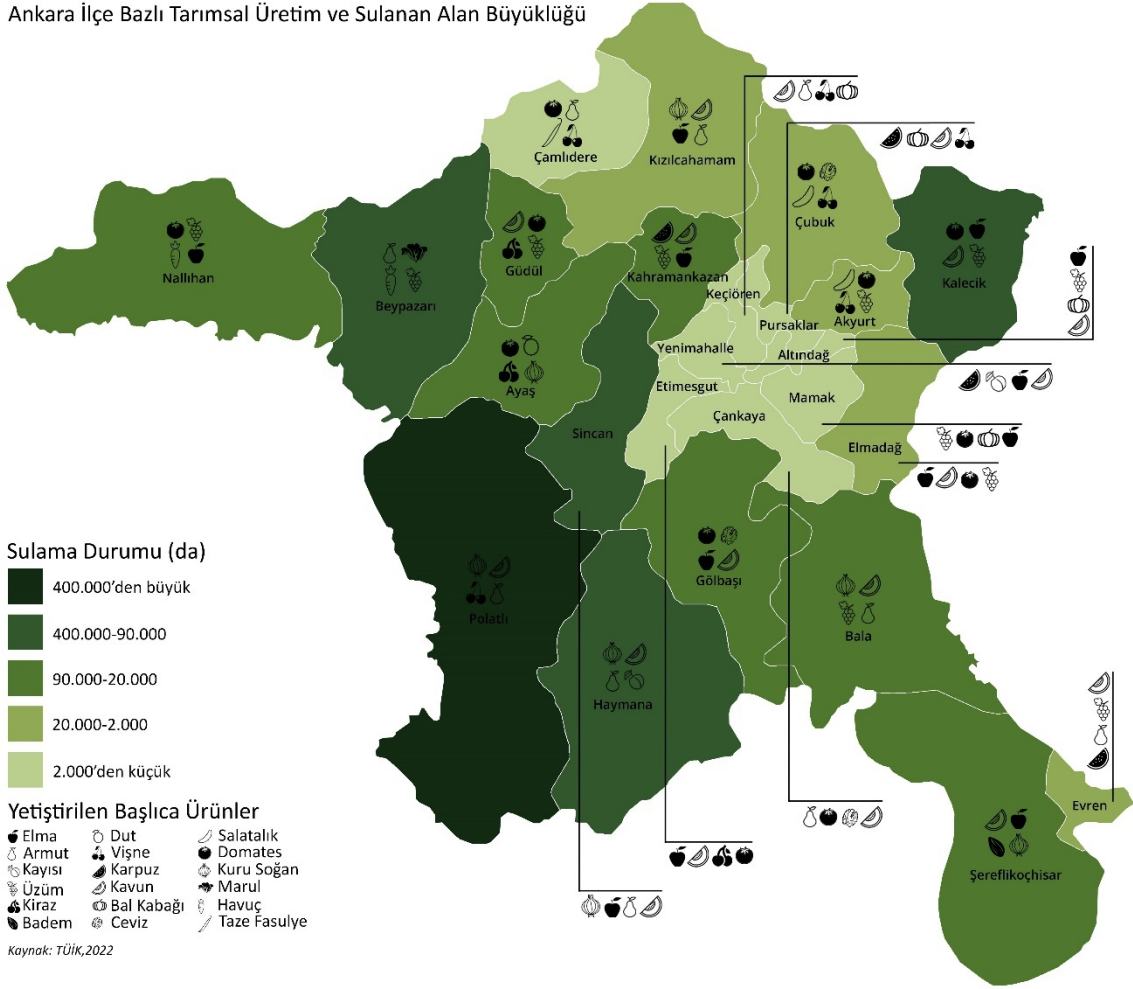 Ankara İlçe Bazlı Tarımsal Üretim ve Sulanan Alan Büyüklüğü
Çamlıdere
Kızılcahamam
Çubuk
Nallıhan
Beypazarı
Güdül
Kahramankazan
Keçiören
Kalecik
Pursaklar
Akyurt
Yenimahalle
Altındağ
Ayaş
Etimesgut
Mamak
Sincan
Çankaya
Elmadağ
Gölbaşı
Polatlı
Bala
Haymana
Evren
Şereflikoçhisar
Sulama Durumu (da)
400.000’den büyük
400.000-90.000
90.000-20.000
20.000-2.000
2.000’den küçük
Yetiştirilen Başlıca Ürünler
Elma Dut Salatalık
Armut Vişne Domates
Kayısı Karpuz Kuru Soğan
Üzüm Kavun Marul
Kiraz Bal Kabağı Havuç
Badem Ceviz Taze Fasulye
Kaynak: TÜİK,2022